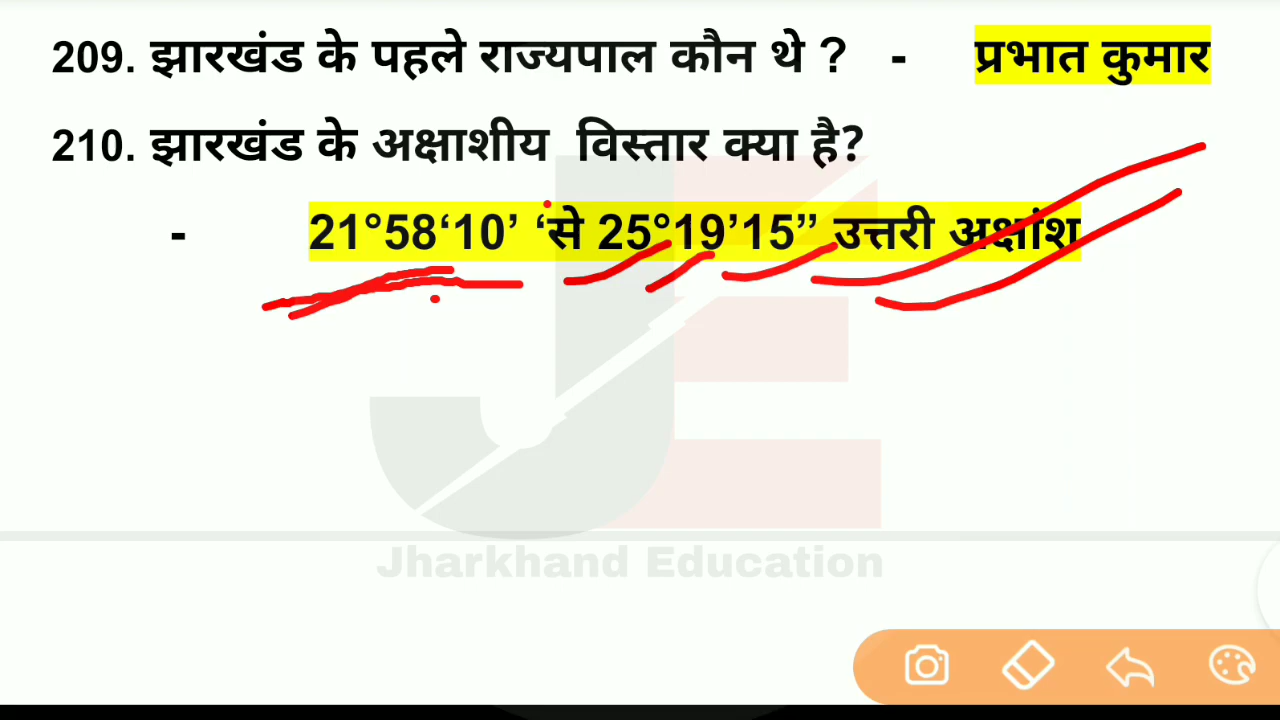 209. झारखंड के पहले राज्यपाल कौन थे ? - प्रभात कुमार
210. झारखंड के अक्षाशीय विस्तार क्या है?
- 21°58‘10’ ‘से 25°19’15” उत्तरी अक्षांश
Jharkhand Education